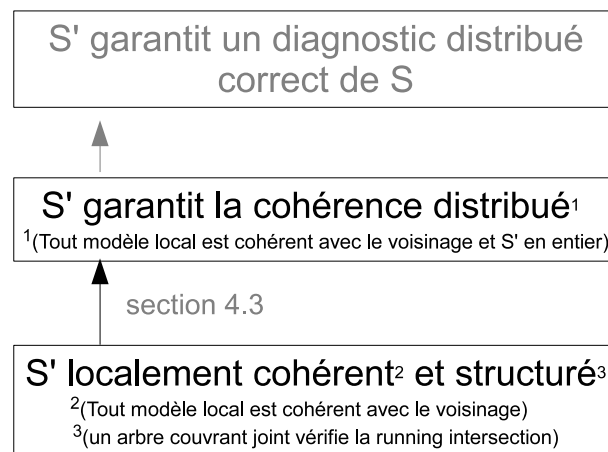 S' garantit un diagnostic distribué
correct de S
S' garantit la cohérence distribué¹
¹(Tout modèle local est cohérent avec le voisinage et S' en entier)
section 4.3
S' localement cohérent² et structuré³
²(Tout modèle local est cohérent avec le voisinage)
³(un arbre couvrant joint vérifie la running intersection)